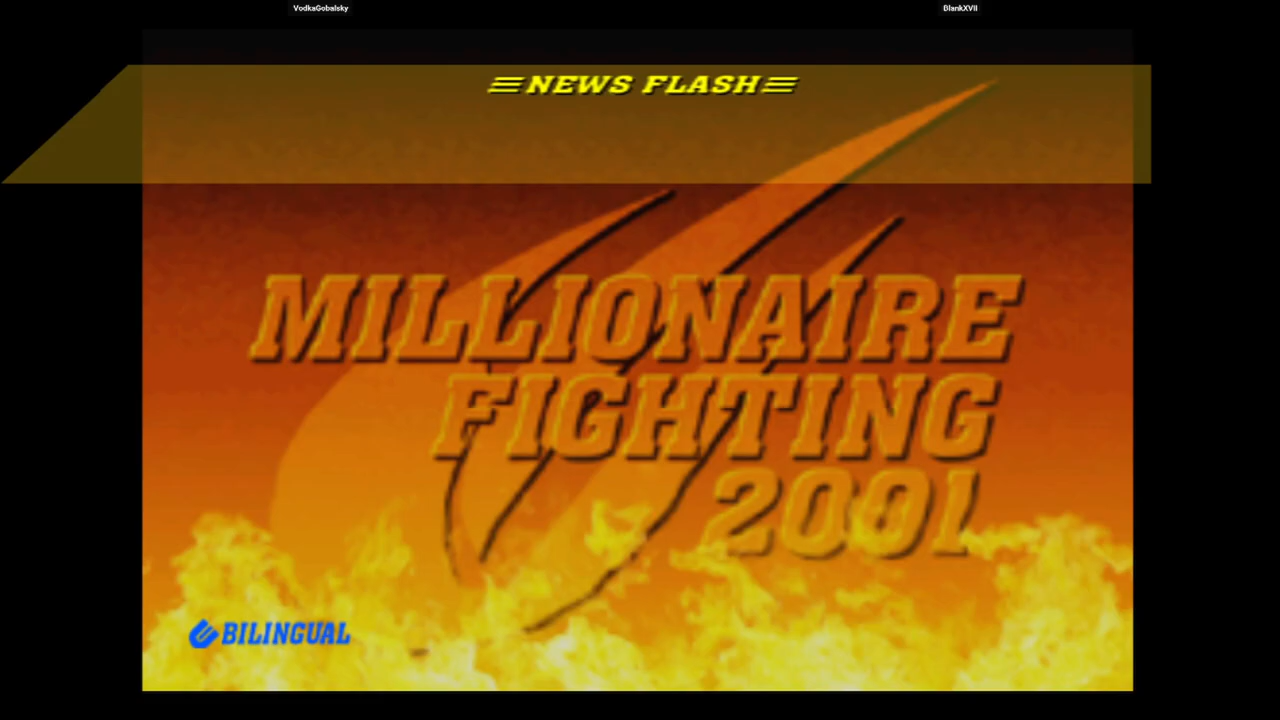 VodkaGobalsky
BlankXVII
NEWS FLASH
MILLIONAIRE
FIGHTING
2001
BILINGUAL